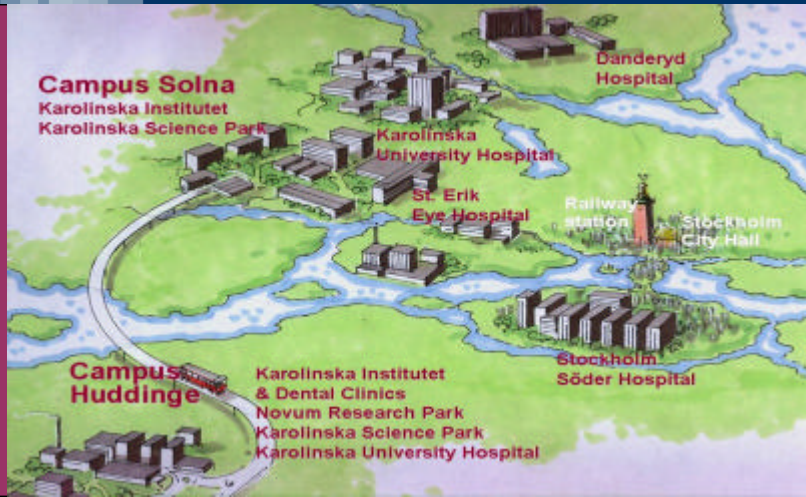 Danderyd
Hospital
Campus Solna
Karolinska Institutet
Karolinska Science Park
Karolinska
University Hospital
St. Erik
Eye Hospital
Railway
station
Stockholm
City Hall
Stockholm
Söder Hospital
Campus
Huddinge
Karolinska Institutet
& Dental Clinics
Novum Research Park
Karolinska Science Park
Karolinska University Hospital